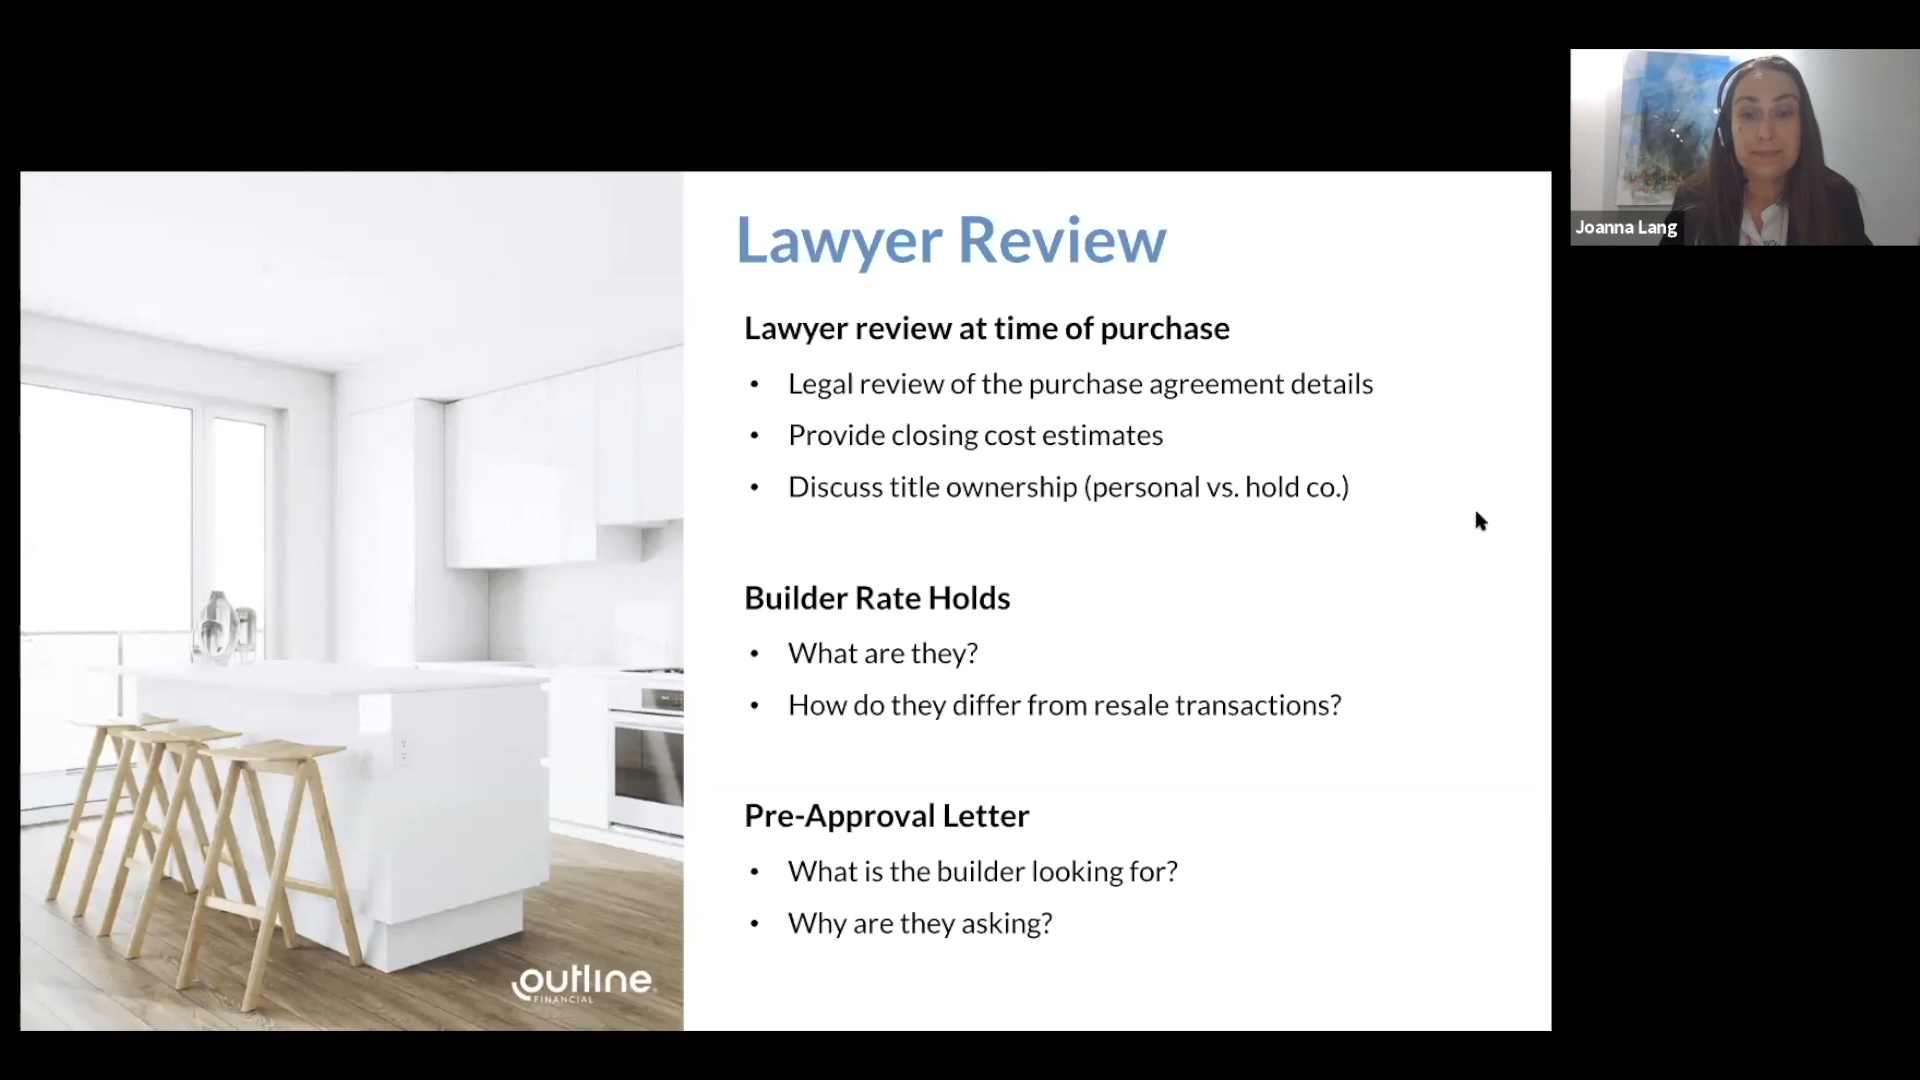 Lawyer Review
Lawyer review at time of purchase
• Legal review of the purchase agreement details
• Provide closing cost estimates
• Discuss title ownership (personal vs. hold co.)
Builder Rate Holds
• What are they?
• How do they differ from resale transactions?
Pre-Approval Letter
• What is the builder looking for?
• Why are they asking?
outline
FINANCIAL
Joanna Lang